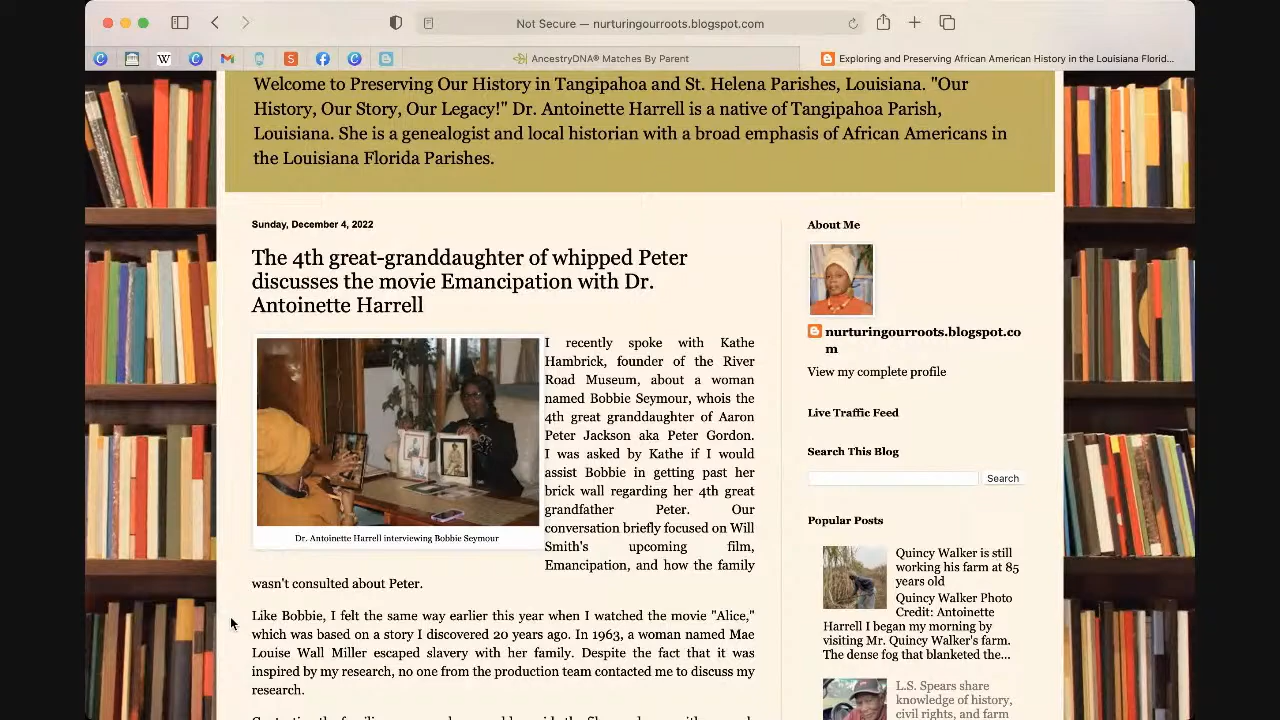 Not Secure — nurturingourroots.blogspot.com
AncestryDNA® Matches By Parent
Exploring and Preserving African American History in the Louisiana Florid...
Welcome to Preserving Our History in Tangipahoa and St. Helena Parishes, Louisiana. "Our
History, Our Story, Our Legacy!" Dr. Antoinette Harrell is a native of Tangipahoa Parish,
Louisiana. She is a genealogist and local historian with a broad emphasis of African Americans in
the Louisiana Florida Parishes.
Sunday, December 4, 2022
The 4th great-granddaughter of whipped Peter
discusses the movie Emancipation with Dr.
Antoinette Harrell
I recently spoke with Kathe
Hambrick, founder of the River
Road Museum, about a woman
named Bobbie Seymour, whois the
4th great granddaughter of Aaron
Peter Jackson aka Peter Gordon.
I was asked by Kathe if I would
assist Bobbie in getting past her
brick wall regarding her 4th great
grandfather Peter. Our
conversation briefly focused on Will
Smith's upcoming film,
Emancipation, and how the family
wasn't consulted about Peter.
Dr. Antoinette Harrell interviewing Bobbie Seymour
Like Bobbie, I felt the same way earlier this year when I watched the movie "Alice,"
which was based on a story I discovered 20 years ago. In 1963, a woman named Mae
Louise Wall Miller escaped slavery with her family. Despite the fact that it was
inspired by my research, no one from the production team contacted me to discuss my
research.
About Me
nurturingourroots.blogspot.co
m
View my complete profile
Live Traffic Feed
Search This Blog
Search
Popular Posts
Quincy Walker is still
working his farm at 85
years old
Quincy Walker Photo
Credit: Antoinette
Harrell I began my morning by
visiting Mr. Quincy Walker's farm.
The dense fog that blanketed the...
L.S. Spears share
knowledge of history,
civil rights, and farm